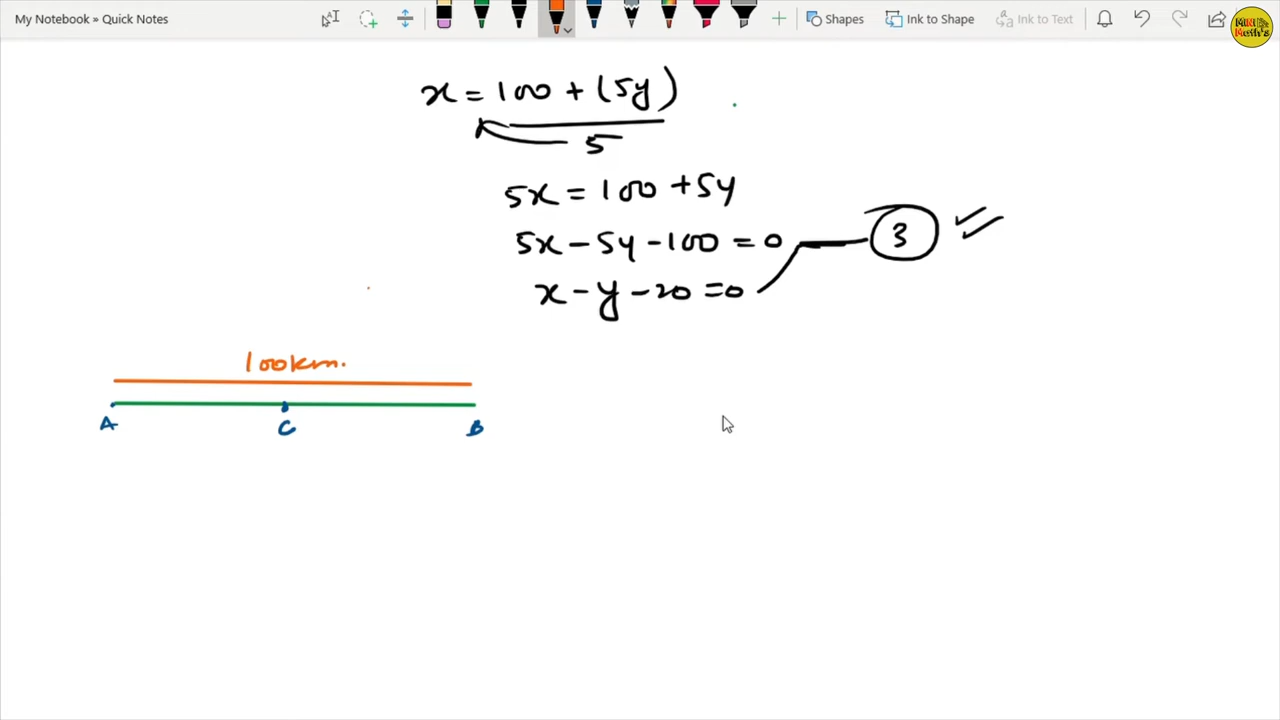 My Notebook » Quick Notes
Shapes
Ink to Shape
Ink to Text
x = 100 + (5y)
5
5x = 100 + 5y
5x - 5y - 100 = 0
3
x - y - 20 = 0
100km.
A C B